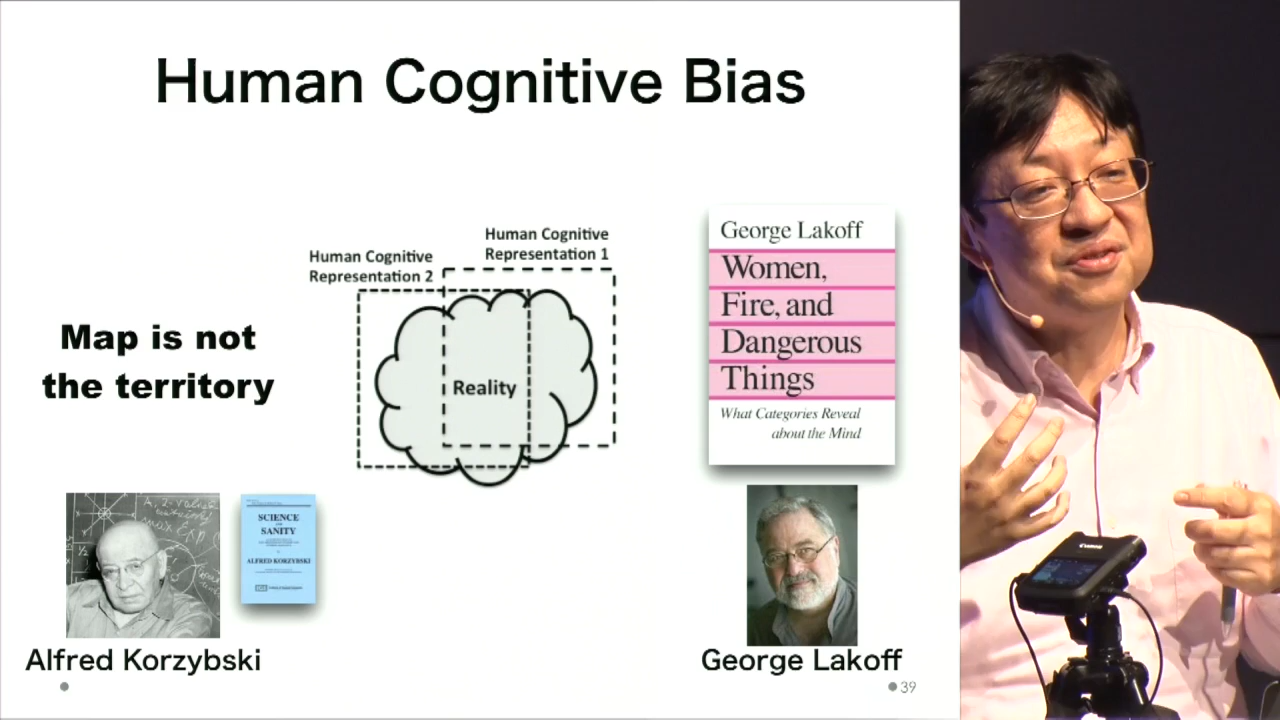 Human Cognitive Bias
Human Cognitive
Representation 1
Human Cognitive
Representation 2
Map is not
the territory
Reality
George Lakoff
Women,
Fire, and
Dangerous
Things
What Categories Reveal
about the Mind
SCIENCE
AND
SANITY
ALFRED KORZYBSKI
Alfred Korzybski
George Lakoff
39
Canon